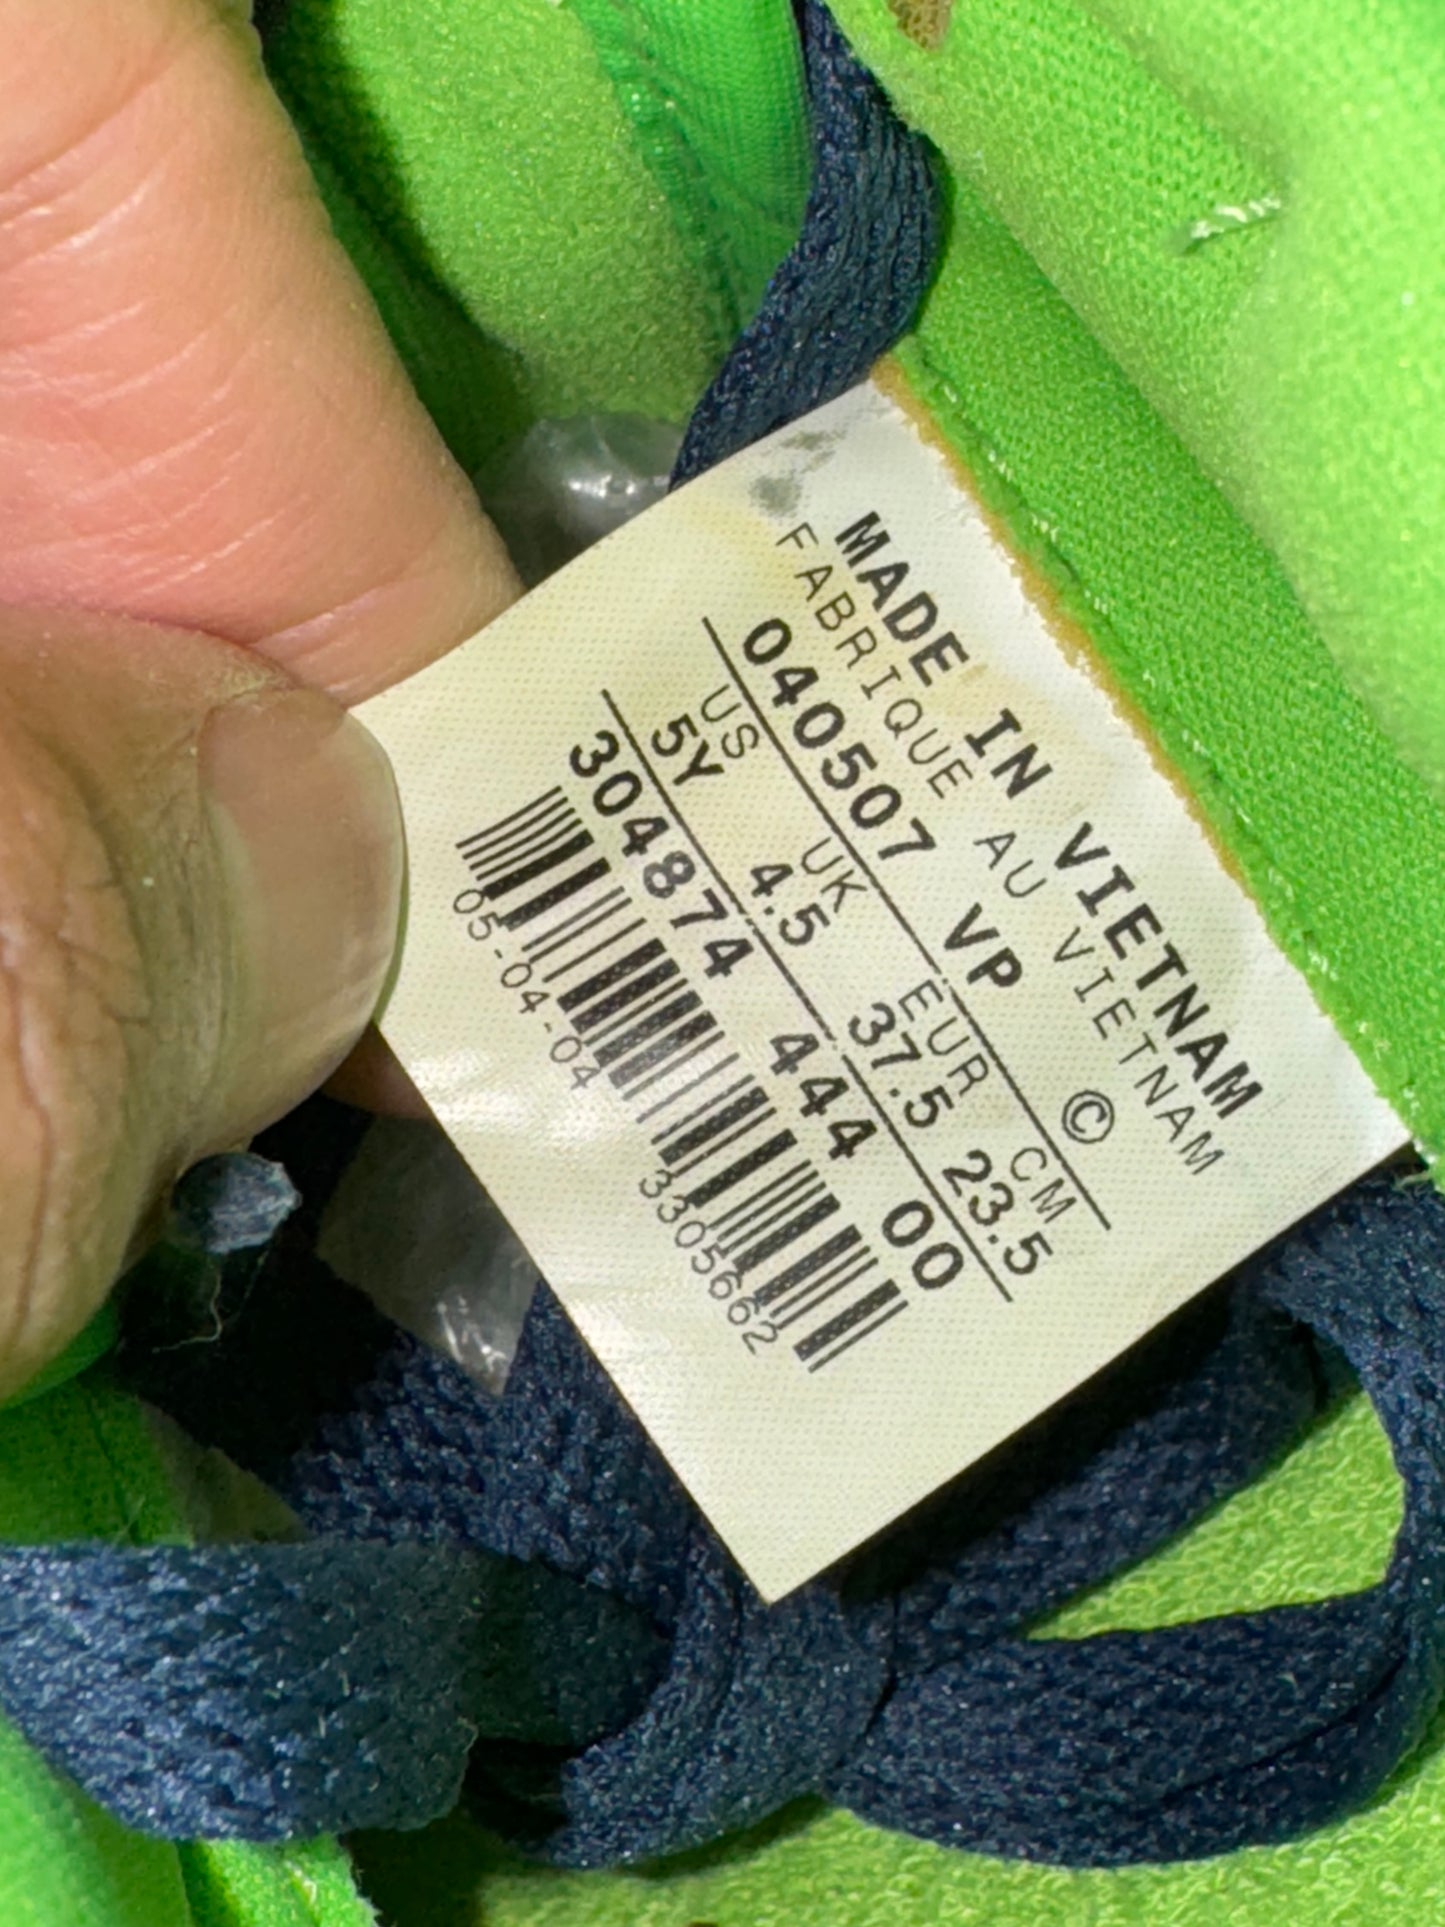 MADE IN VIETNAM
FABRIQUE AU VIETNAM
040507 VP ©
US UK EUR CM
5Y 4.5 37.5 23.5
304874 444 00
05-04-04 3305662